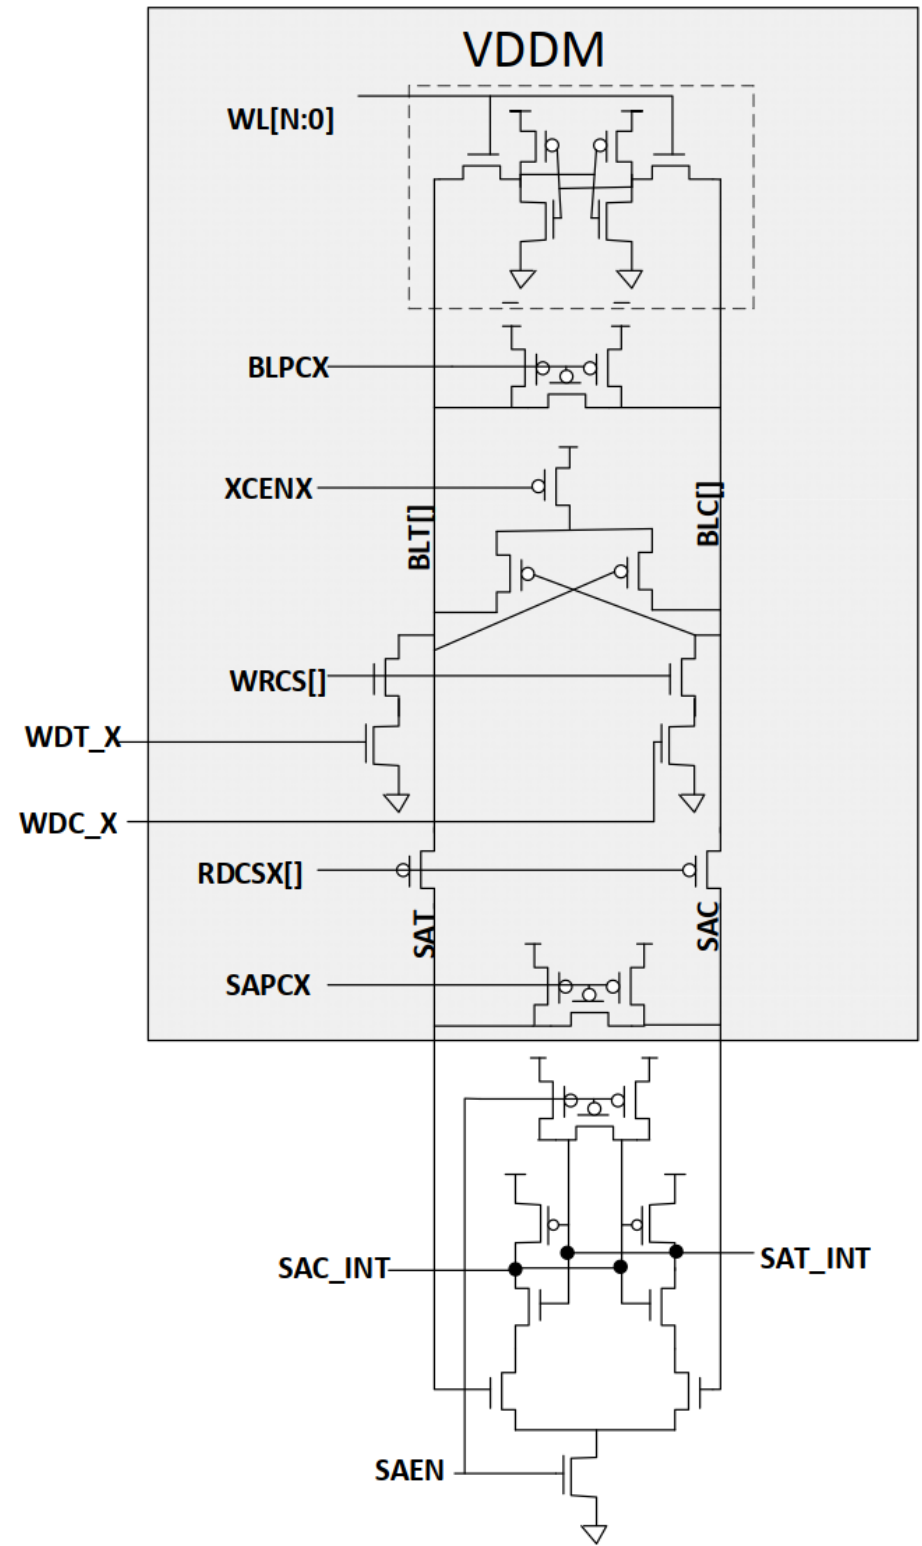 VDDM
WL[N:0]
BLPCX
XCENX
BLT[]
BLC[]
WRCS[]
WDT_X
WDC_X
RDCSX[]
SAT
SAC
SAPCX
SAC_INT
SAT_INT
SAEN